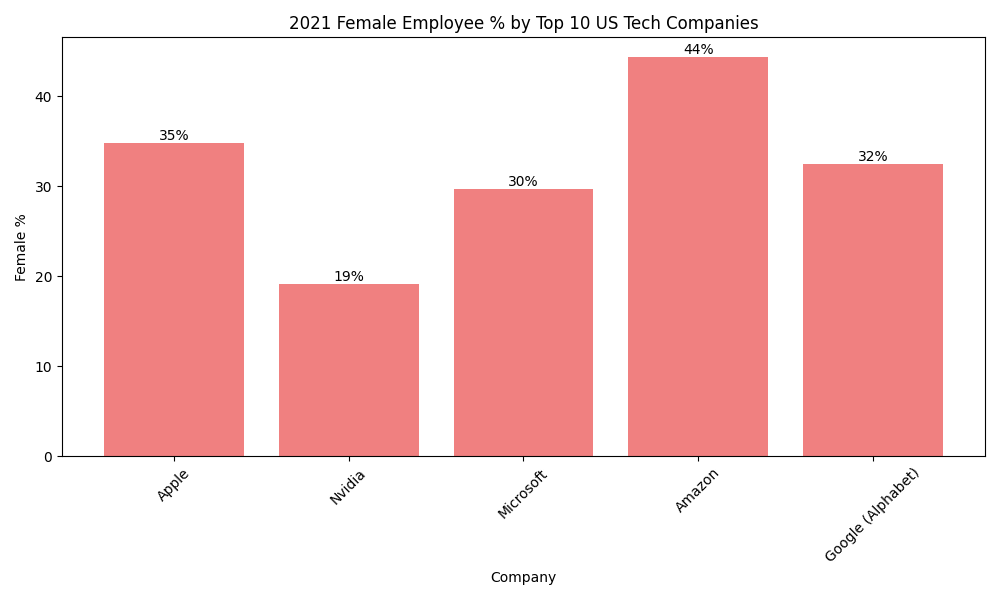 2021 Female Employee % by Top 10 US Tech Companies
44%
35%
32%
30%
19%
Female %
40
30
20
10
0
Apple
Nvidia
Microsoft
Amazon
Google (Alphabet)
Company